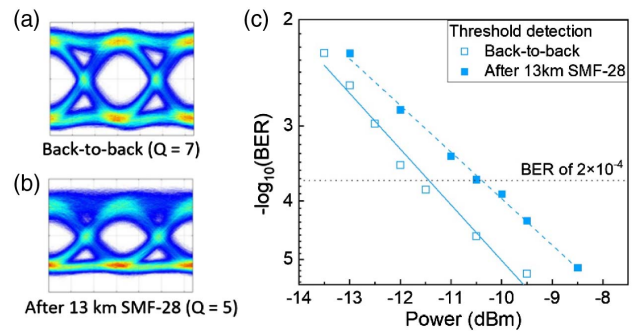 (a)
Back-to-back (Q = 7)
(b)
After 13 km SMF-28 (Q = 5)
(c)
2
3
4
5
-log10(BER)
Threshold detection
Back-to-back
After 13km SMF-28
BER of 2×10⁻⁴
-14 -13 -12 -11 -10 -9 -8
Power (dBm)